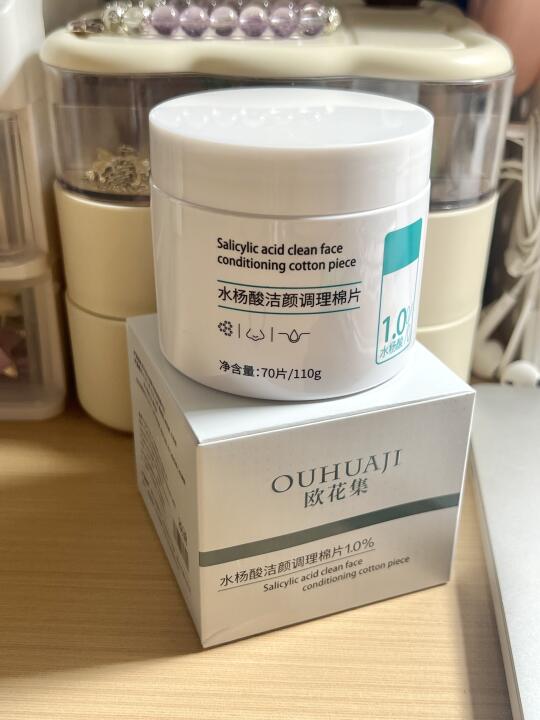 Salicylic acid clean face
conditioning cotton piece
水杨酸洁颜调理棉片
净含量:70片/110g
1.0
水杨酸
OUHUAJI
欧花集
水杨酸洁颜调理棉片1.0%
Salicylic acid clean face
conditioning cotton piece